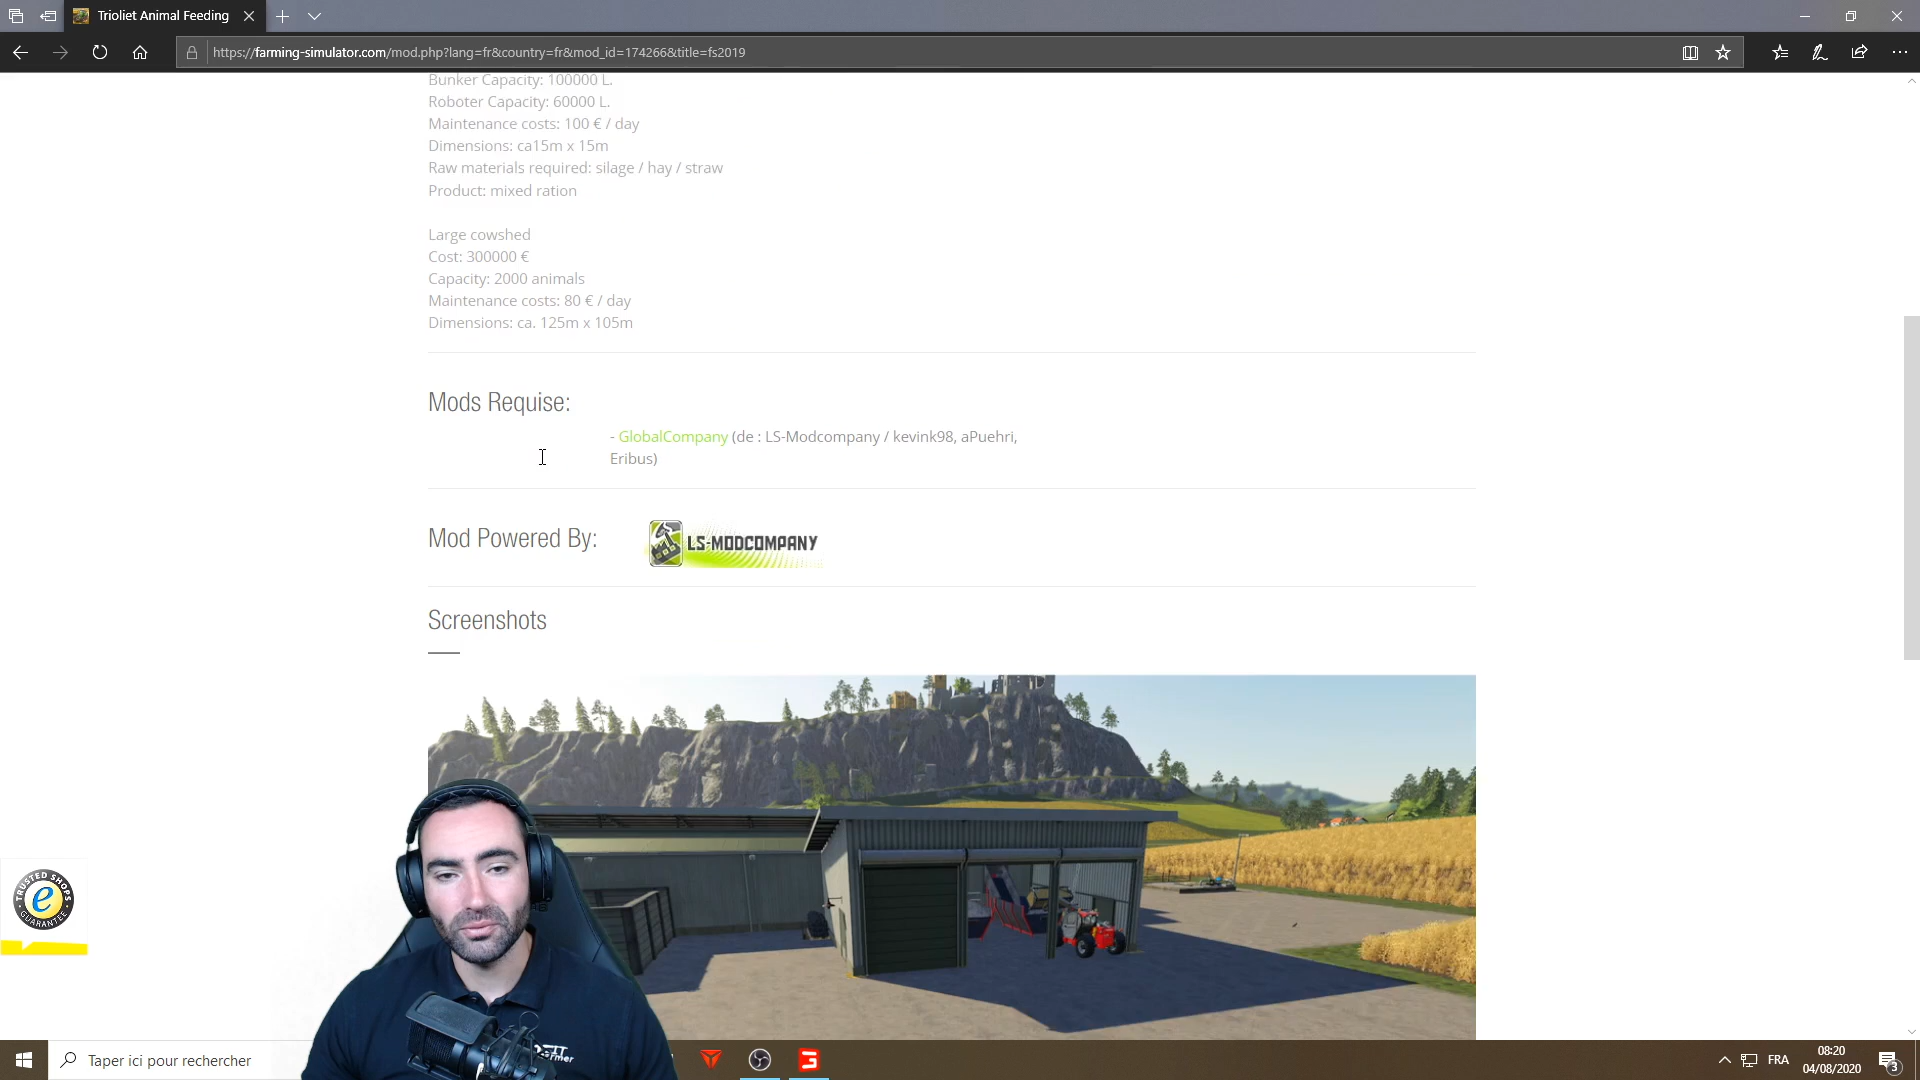 Trioliet Animal Feeding
https://farming-simulator.com/mod.php?lang=fr&country=fr&mod_id=174266&title=fs2019
Bunker Capacity: 100000 L.
Roboter Capacity: 60000 L.
Maintenance costs: 100 € / day
Dimensions: ca15m x 15m
Raw materials required: silage / hay / straw
Product: mixed ration
Large cowshed
Cost: 300000 €
Capacity: 2000 animals
Maintenance costs: 80 € / day
Dimensions: ca. 125m x 105m
Mods Requise:
- GlobalCompany (de : LS-Modcompany / kevink98, aPuehri,
Eribus)
Mod Powered By:
LS-MODCOMPANY
Screenshots
TRUSTED SHOPS
e
GUARANTEE
Taper ici pour rechercher
FRA
08:20
04/08/2020
3